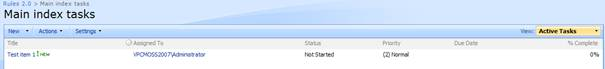 Rules 2.0 > Main index tasks
Main index tasks
New Actions Settings View: Active Tasks
Title Assigned To Status Priority Due Date % Complete
Test item 1 NEW VPCMOSS2007\Administrator Not Started (2) Normal 0%